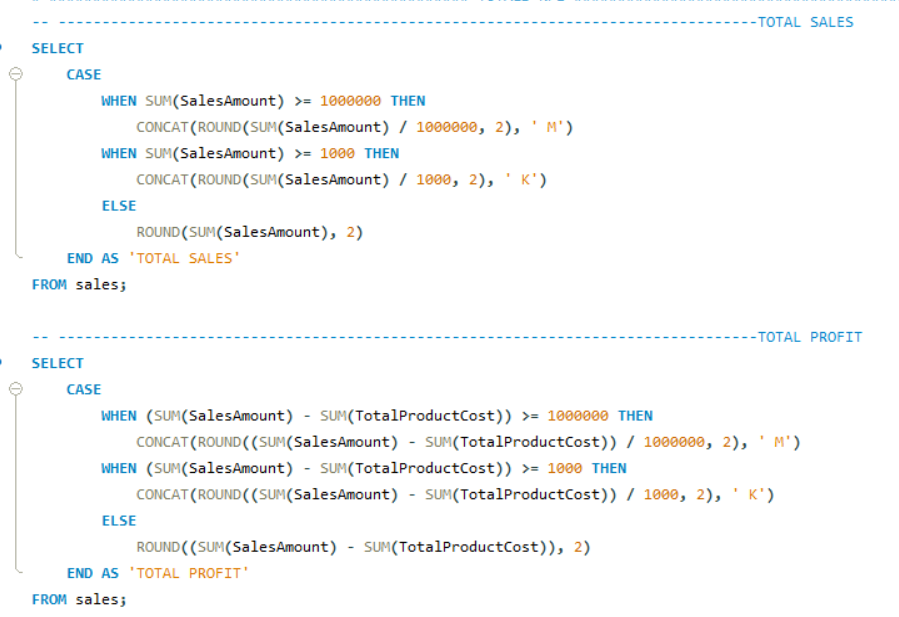 -- --------------------------------------------------------------------------------TOTAL SALES
SELECT
    CASE
        WHEN SUM(SalesAmount) >= 1000000 THEN
            CONCAT(ROUND(SUM(SalesAmount) / 1000000, 2), ' M')
        WHEN SUM(SalesAmount) >= 1000 THEN
            CONCAT(ROUND(SUM(SalesAmount) / 1000, 2), ' K')
        ELSE
            ROUND(SUM(SalesAmount), 2)
    END AS 'TOTAL SALES'
FROM sales;
-- --------------------------------------------------------------------------------TOTAL PROFIT
SELECT
    CASE
        WHEN (SUM(SalesAmount) - SUM(TotalProductCost)) >= 1000000 THEN
            CONCAT(ROUND((SUM(SalesAmount) - SUM(TotalProductCost)) / 1000000, 2), ' M')
        WHEN (SUM(SalesAmount) - SUM(TotalProductCost)) >= 1000 THEN
            CONCAT(ROUND((SUM(SalesAmount) - SUM(TotalProductCost)) / 1000, 2), ' K')
        ELSE
            ROUND((SUM(SalesAmount) - SUM(TotalProductCost)), 2)
    END AS 'TOTAL PROFIT'
FROM sales;